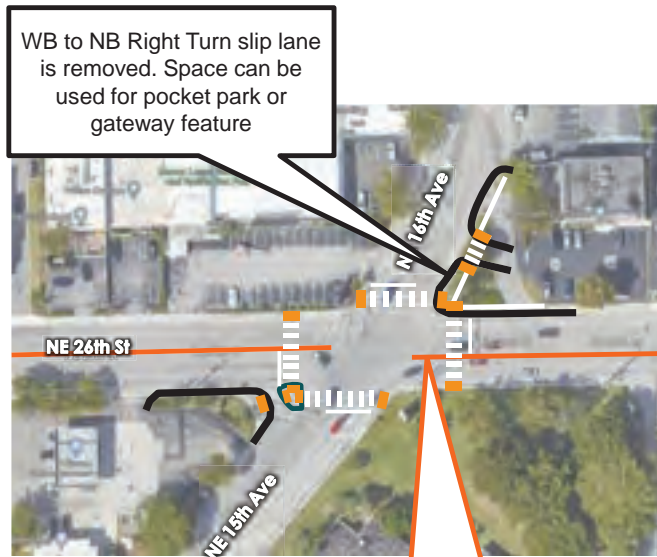 WB to NB Right Turn slip lane
is removed. Space can be
used for pocket park or
gateway feature
16th Ave
NE 26th St
NE 15th Ave